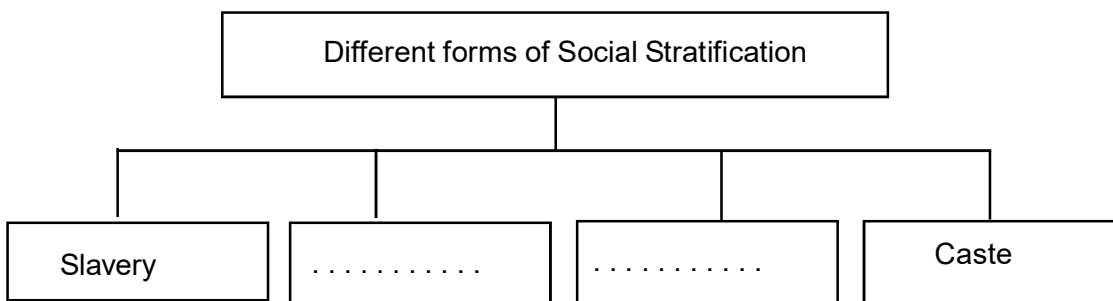 Different forms of Social Stratification
Slavery
. . . . . . . . . . .
. . . . . . . . . . .
Caste